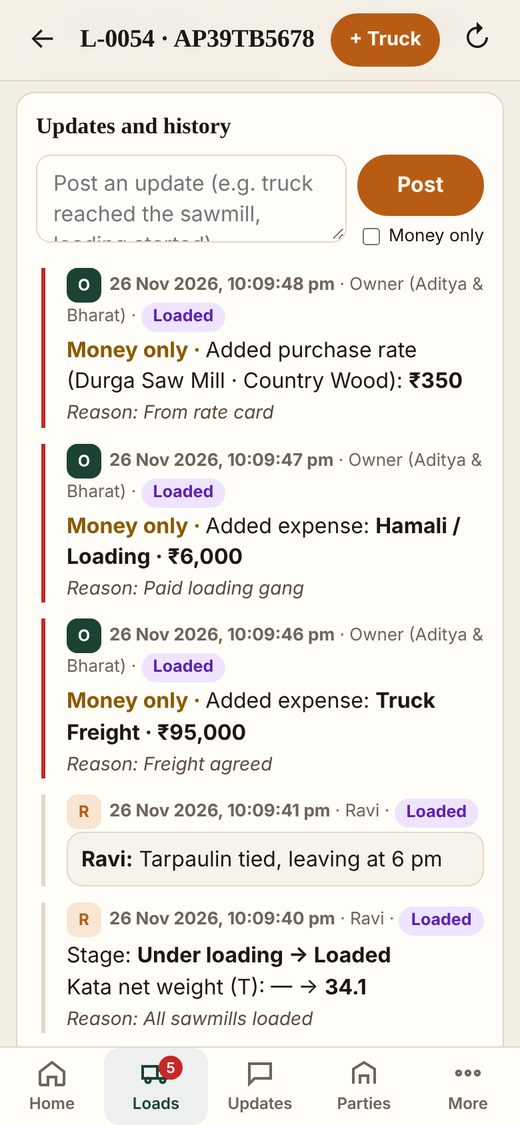 L-0054 · AP39TB5678
+ Truck
Updates and history
Post an update (e.g. truck
reached the sawmill,
loading started)
Post
Money only
O 26 Nov 2026, 10:09:48 pm · Owner (Aditya &
Bharat) · Loaded
Money only · Added purchase rate
(Durga Saw Mill · Country Wood): ₹350
Reason: From rate card
O 26 Nov 2026, 10:09:47 pm · Owner (Aditya &
Bharat) · Loaded
Money only · Added expense: Hamali /
Loading · ₹6,000
Reason: Paid loading gang
O 26 Nov 2026, 10:09:46 pm · Owner (Aditya &
Bharat) · Loaded
Money only · Added expense: Truck
Freight · ₹95,000
Reason: Freight agreed
R 26 Nov 2026, 10:09:41 pm · Ravi · Loaded
Ravi: Tarpaulin tied, leaving at 6 pm
R 26 Nov 2026, 10:09:40 pm · Ravi · Loaded
Stage: Under loading → Loaded
Kata net weight (T): — → 34.1
Reason: All sawmills loaded
5
Home Loads Updates Parties More